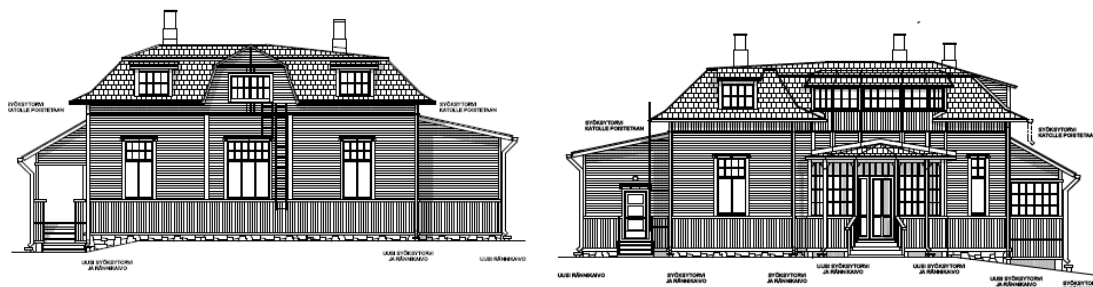 SYÖKSYTORVI
KATOLLE POISTETAAN
SYÖKSYTORVI
KATOLLE POISTETAAN
UUSI SYÖKSYTORVI
JA RÄNNIKAIVO
UUSI SYÖKSYTORVI
JA RÄNNIKAIVO
UUSI RÄNNIKAIVO
SYÖKSYTORVI
KATOLLE POISTETAAN
SYÖKSYTORVI
KATOLLE POISTETAAN
UUSI RÄNNIKAIVO
SYÖKSYTORVI
JA RÄNNIKAIVO
SYÖKSYTORVI
JA RÄNNIKAIVO
UUSI SYÖKSYTORVI
JA RÄNNIKAIVO
UUSI SYÖKSYTORVI
JA RÄNNIKAIVO
UUSI SYÖKSYTORVI
JA RÄNNIKAIVO